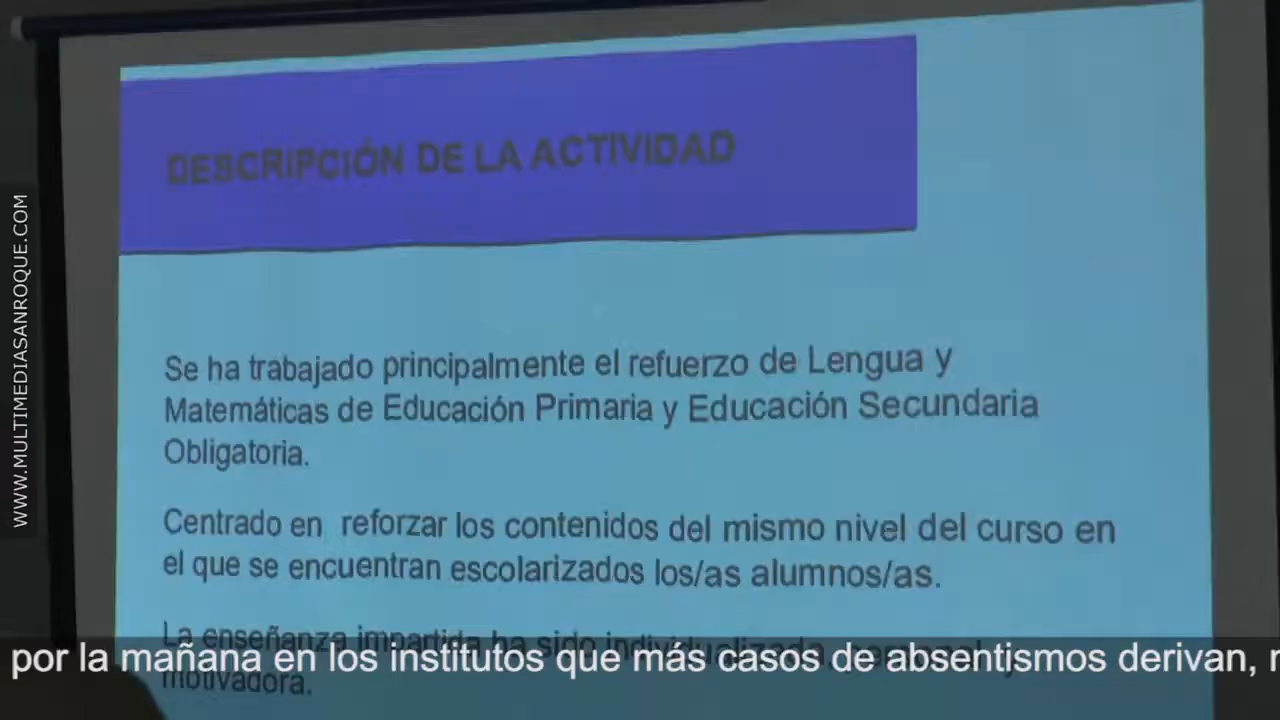 DESCRIPCIÓN DE LA ACTIVIDAD
Se ha trabajado principalmente el refuerzo de Lengua y
Matemáticas de Educación Primaria y Educación Secundaria
Obligatoria.
Centrado en reforzar los contenidos del mismo nivel del curso en
el que se encuentran escolarizados los/as alumnos/as.
La enseñanza impartida ha sido individualizada,
motivadora.
por la mañana en los institutos que más casos de absentismos derivan,
WWW.MULTIMEDIASANROQUE.COM